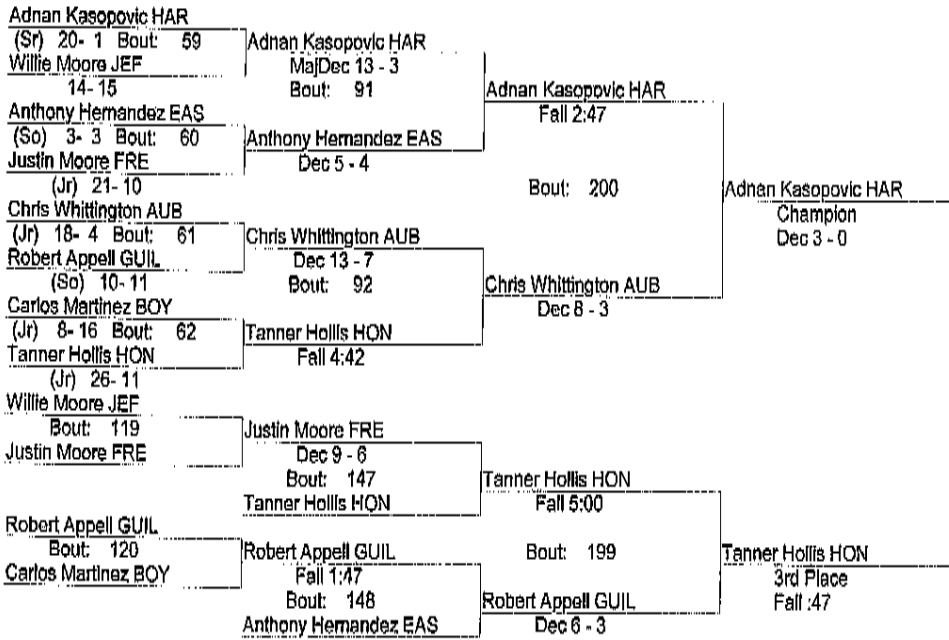 Adnan Kasopovic HAR
(Sr) 20- 1 Bout: 59
Willie Moore JEF
14- 15
Anthony Hernandez EAS
(So) 3- 3 Bout: 60
Justin Moore FRE
(Jr) 21- 10
Chris Whittington AUB
(Jr) 18- 4 Bout: 61
Robert Appell GUIL
(So) 10- 11
Carlos Martinez BOY
(Jr) 8- 16 Bout: 62
Tanner Hollis HON
(Jr) 26- 11
Adnan Kasopovic HAR
MajDec 13 - 3
Bout: 91
Anthony Hernandez EAS
Dec 5 - 4
Chris Whittington AUB
Dec 13 - 7
Bout: 92
Tanner Hollis HON
Fall 4:42
Adnan Kasopovic HAR
Fall 2:47
Bout: 200
Chris Whittington AUB
Dec 8 - 3
Adnan Kasopovic HAR
Champion
Dec 3 - 0
Willie Moore JEF
Bout: 119
Justin Moore FRE
Robert Appell GUIL
Bout: 120
Carlos Martinez BOY
Justin Moore FRE
Dec 9 - 6
Bout: 147
Tanner Hollis HON
Robert Appell GUIL
Fall 1:47
Bout: 148
Anthony Hernandez EAS
Tanner Hollis HON
Fall 5:00
Bout: 199
Robert Appell GUIL
Dec 6 - 3
Tanner Hollis HON
3rd Place
Fall :47